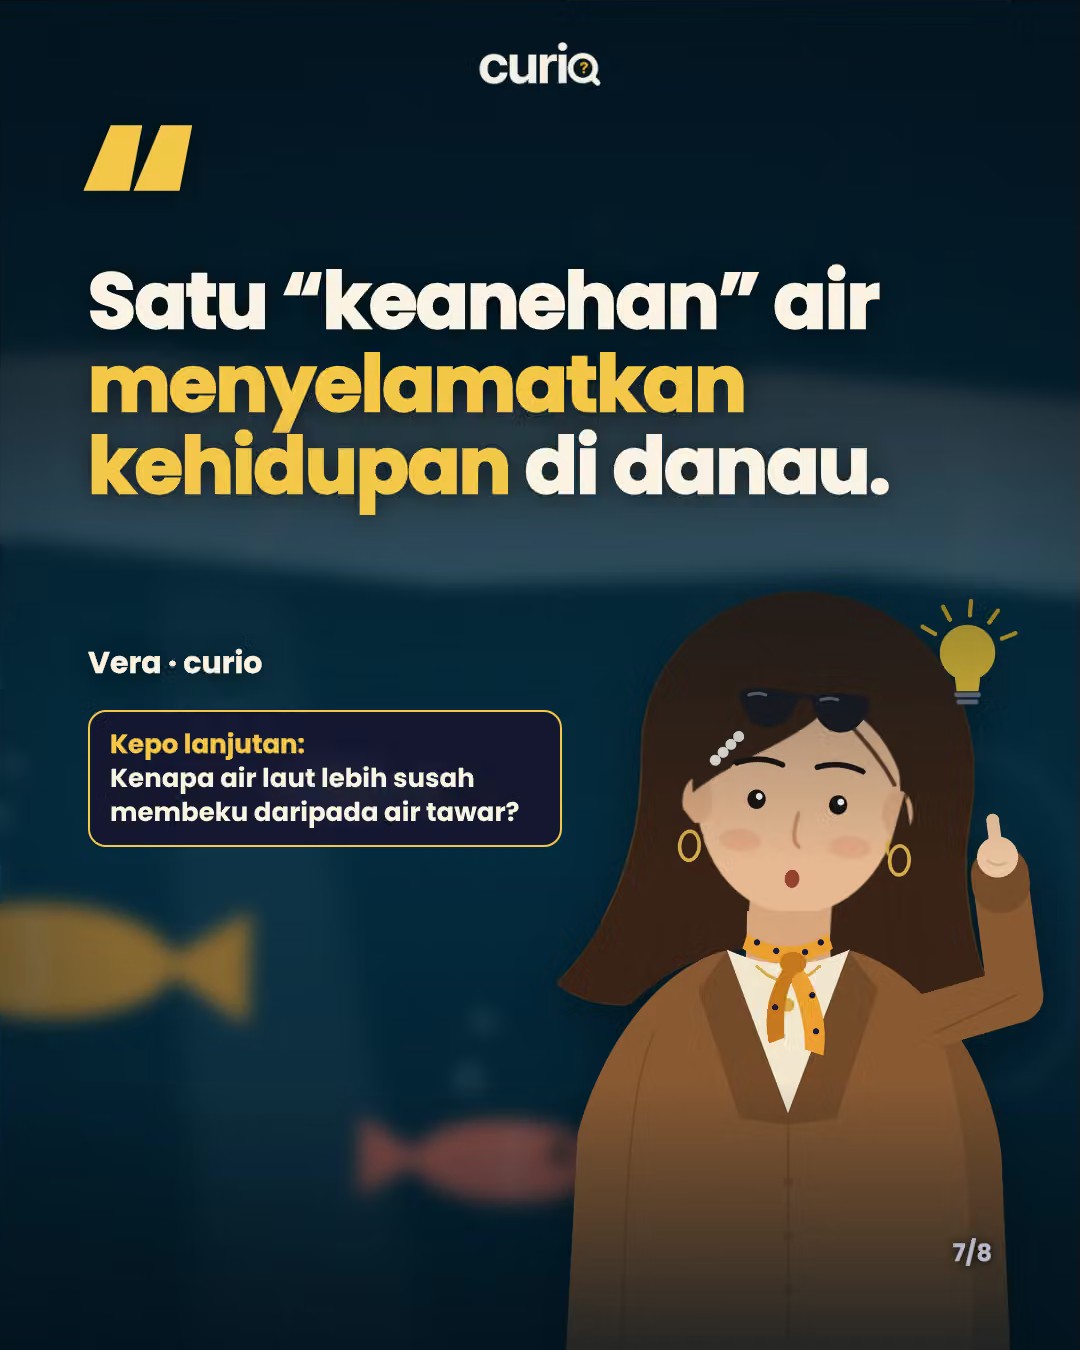 curio
Satu “keanehan” air
menyelamatkan
kehidupan di danau.
Vera · curio
Kepo lanjutan:
Kenapa air laut lebih susah
membeku daripada air tawar?
7/8